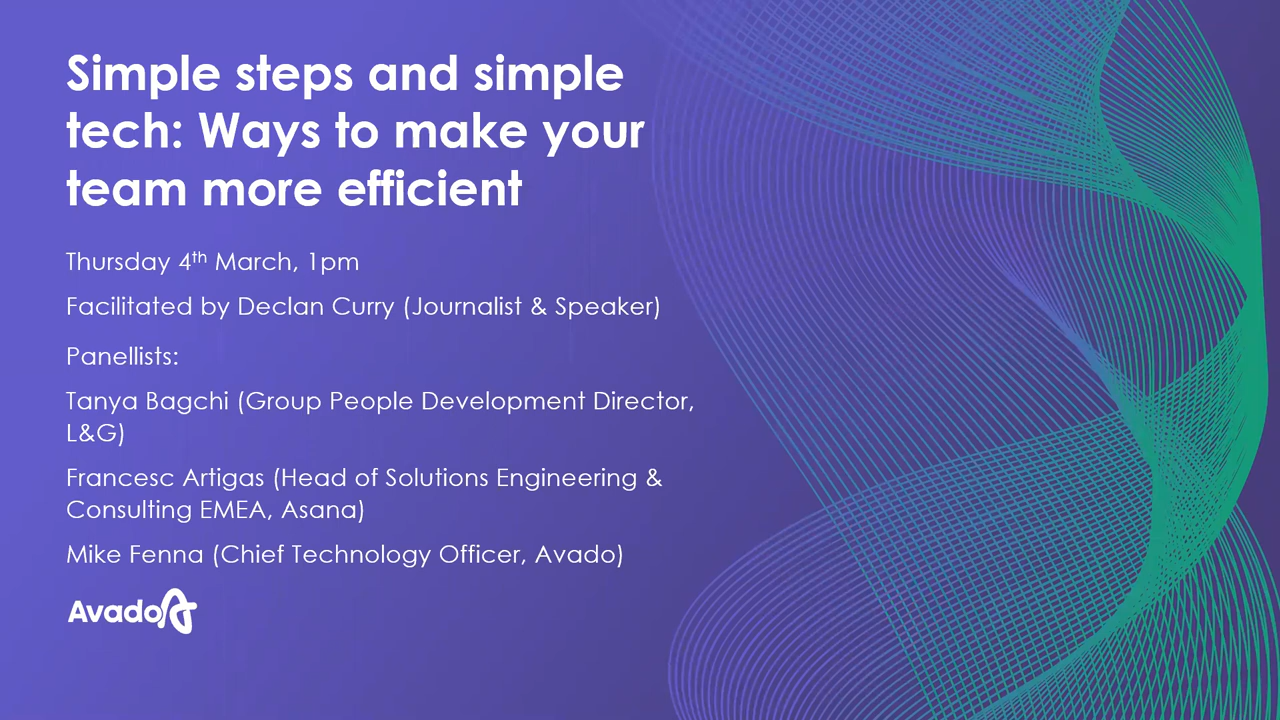 Simple steps and simple
tech: Ways to make your
team more efficient
Thursday 4th March, 1pm
Facilitated by Declan Curry (Journalist & Speaker)
Panellists:
Tanya Bagchi (Group People Development Director,
L&G)
Francesc Artigas (Head of Solutions Engineering &
Consulting EMEA, Asana)
Mike Fenna (Chief Technology Officer, Avado)
Avado